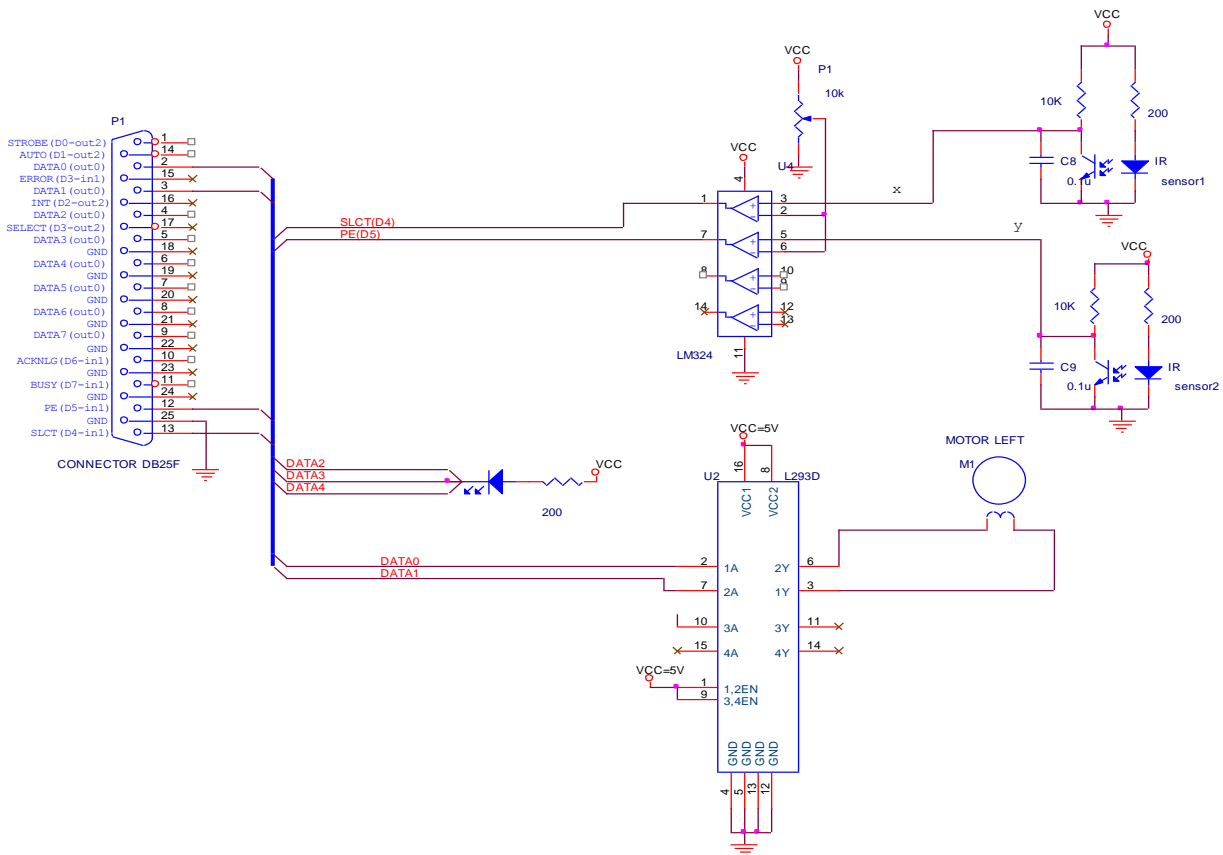 P1
STROBE(D0-out2) 1
AUTO(D1-out2) 14
DATA0(out0) 2
ERROR(D3-in1) 15
DATA1(out0) 3
INT(D2-out2) 16
DATA2(out0) 4
SELECT(D3-out2) 17
DATA3(out0) 5
GND 18
DATA4(out0) 6
GND 19
DATA5(out0) 7
GND 20
DATA6(out0) 8
GND 21
DATA7(out0) 9
GND 22
ACKNLG(D6-in1) 10
GND 23
BUSY(D7-in1) 11
GND 24
PE(D5-in1) 12
GND 25
SLCT(D4-in1) 13
CONNECTOR DB25F
SLCT(D4)
PE(D5)
VCC
P1
10k
VCC
U4
4
1 3
2
7 5
6
8 10
9
14 12
13
11
LM324
x
y
VCC
10K
200
C8
0.1u
IR
sensor1
VCC
10K
200
C9
0.1u
IR
sensor2
DATA2
DATA3
DATA4
VCC
200
DATA0
DATA1
VCC=5V
16 8
U2 L293D
VCC1 VCC2
2 1A 2Y 6
7 2A 1Y 3
10 3A 3Y 11
15 4A 4Y 14
VCC=5V
1 1,2EN
9 3,4EN
GND GND GND GND
4 5 13 12
MOTOR LEFT
M1